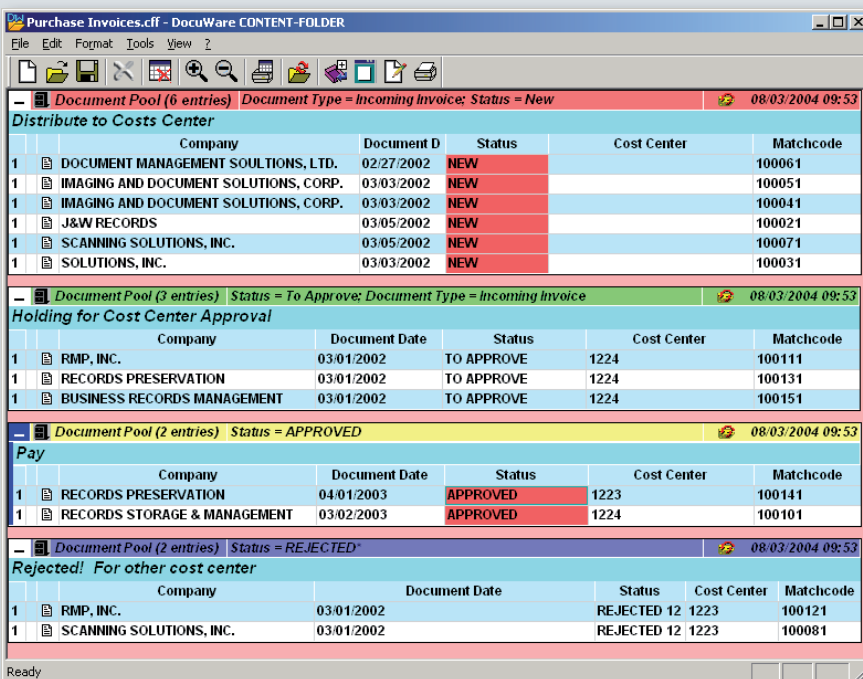 Purchase Invoices.cff - DocuWare CONTENT-FOLDER
File Edit Format Tools View ?
Document Pool (6 entries) Document Type = Incoming Invoice; Status = New 08/03/2004 09:53
Distribute to Costs Center
Company Document D Status Cost Center Matchcode
1 DOCUMENT MANAGEMENT SOULTIONS, LTD. 02/27/2002 NEW 100061
1 IMAGING AND DOCUMENT SOLUTIONS, CORP. 03/03/2002 NEW 100051
1 IMAGING AND DOCUMENT SOLUTIONS, CORP. 03/03/2002 NEW 100041
1 J&W RECORDS 03/05/2002 NEW 100021
1 SCANNING SOLUTIONS, INC. 03/05/2002 NEW 100071
1 SOLUTIONS, INC. 03/03/2002 NEW 100031
Document Pool (3 entries) Status = To Approve; Document Type = Incoming Invoice 08/03/2004 09:53
Holding for Cost Center Approval
Company Document Date Status Cost Center Matchcode
1 RMP, INC. 03/01/2002 TO APPROVE 1224 100111
1 RECORDS PRESERVATION 03/01/2002 TO APPROVE 1224 100131
1 BUSINESS RECORDS MANAGEMENT 03/01/2002 TO APPROVE 1224 100151
Document Pool (2 entries) Status = APPROVED 08/03/2004 09:53
Pay
Company Document Date Status Cost Center Matchcode
1 RECORDS PRESERVATION 04/01/2003 APPROVED 1223 100141
1 RECORDS STORAGE & MANAGEMENT 03/02/2003 APPROVED 1224 100101
Document Pool (2 entries) Status = REJECTED* 08/03/2004 09:53
Rejected! For other cost center
Company Document Date Status Cost Center Matchcode
1 RMP, INC. 03/01/2002 REJECTED 12 1223 100121
1 SCANNING SOLUTIONS, INC. 03/01/2002 REJECTED 12 1223 100081
Ready